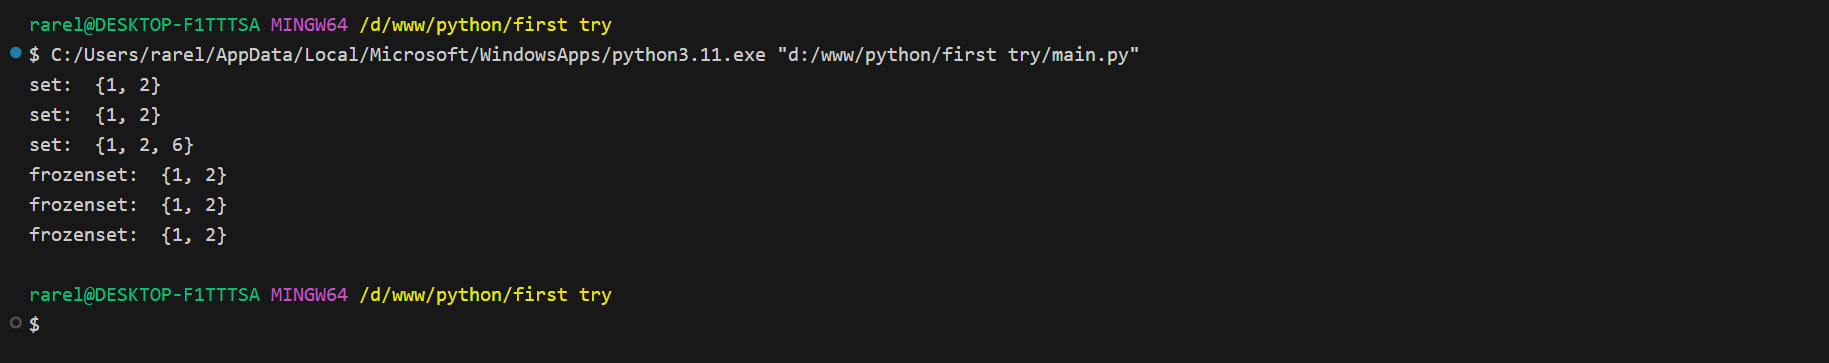 rarel@DESKTOP-F1TTTSA MINGW64 /d/www/python/first try
$ C:/Users/rarel/AppData/Local/Microsoft/WindowsApps/python3.11.exe "d:/www/python/first try/main.py"
set:  {1, 2}
set:  {1, 2}
set:  {1, 2, 6}
frozenset:  {1, 2}
frozenset:  {1, 2}
frozenset:  {1, 2}
rarel@DESKTOP-F1TTTSA MINGW64 /d/www/python/first try
$